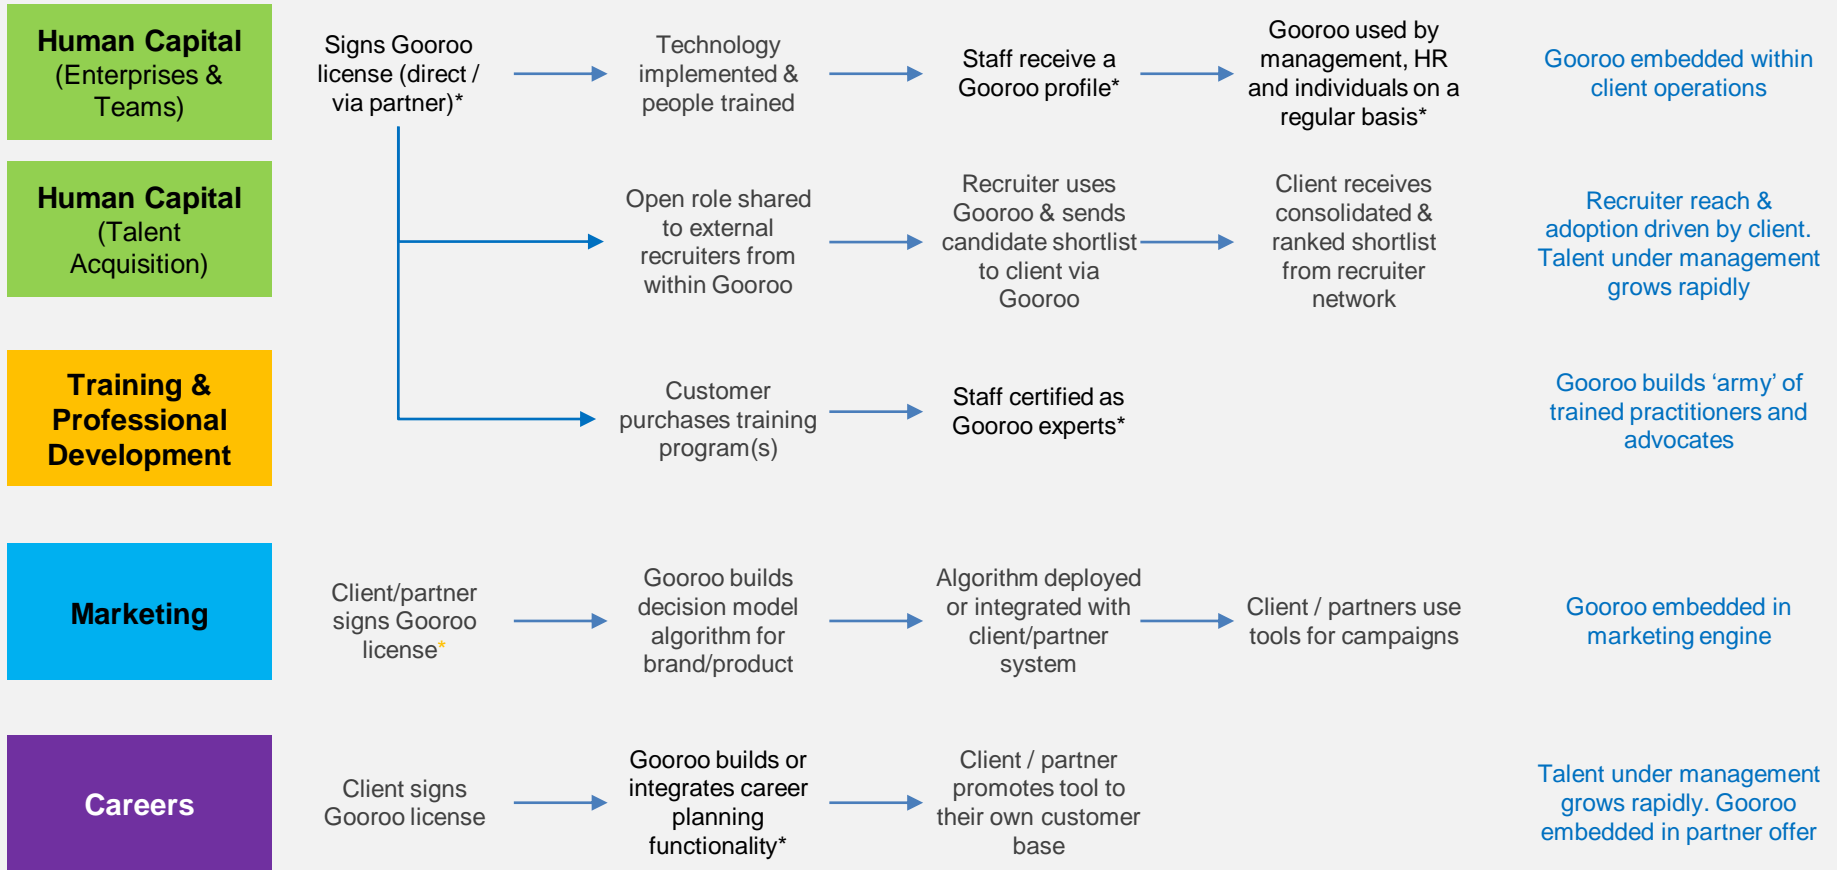 Human Capital
(Enterprises &
Teams)
Signs Gooroo
license (direct /
via partner)*
Technology
implemented &
people trained
Staff receive a
Gooroo profile*
Gooroo used by
management, HR
and individuals on a
regular basis*
Gooroo embedded within
client operations
Human Capital
(Talent
Acquisition)
Open role shared
to external
recruiters from
within Gooroo
Recruiter uses
Gooroo & sends
candidate shortlist
to client via
Gooroo
Client receives
consolidated &
ranked shortlist
from recruiter
network
Recruiter reach &
adoption driven by client.
Talent under management
grows rapidly
Training &
Professional
Development
Customer
purchases training
program(s)
Staff certified as
Gooroo experts*
Gooroo builds ‘army’ of
trained practitioners and
advocates
Marketing
Client/partner
signs Gooroo
license*
Gooroo builds
decision model
algorithm for
brand/product
Algorithm deployed
or integrated with
client/partner
system
Client / partners use
tools for campaigns
Gooroo embedded in
marketing engine
Careers
Client signs
Gooroo license
Gooroo builds or
integrates career
planning
functionality*
Client / partner
promotes tool to
their own customer
base
Talent under management
grows rapidly. Gooroo
embedded in partner offer